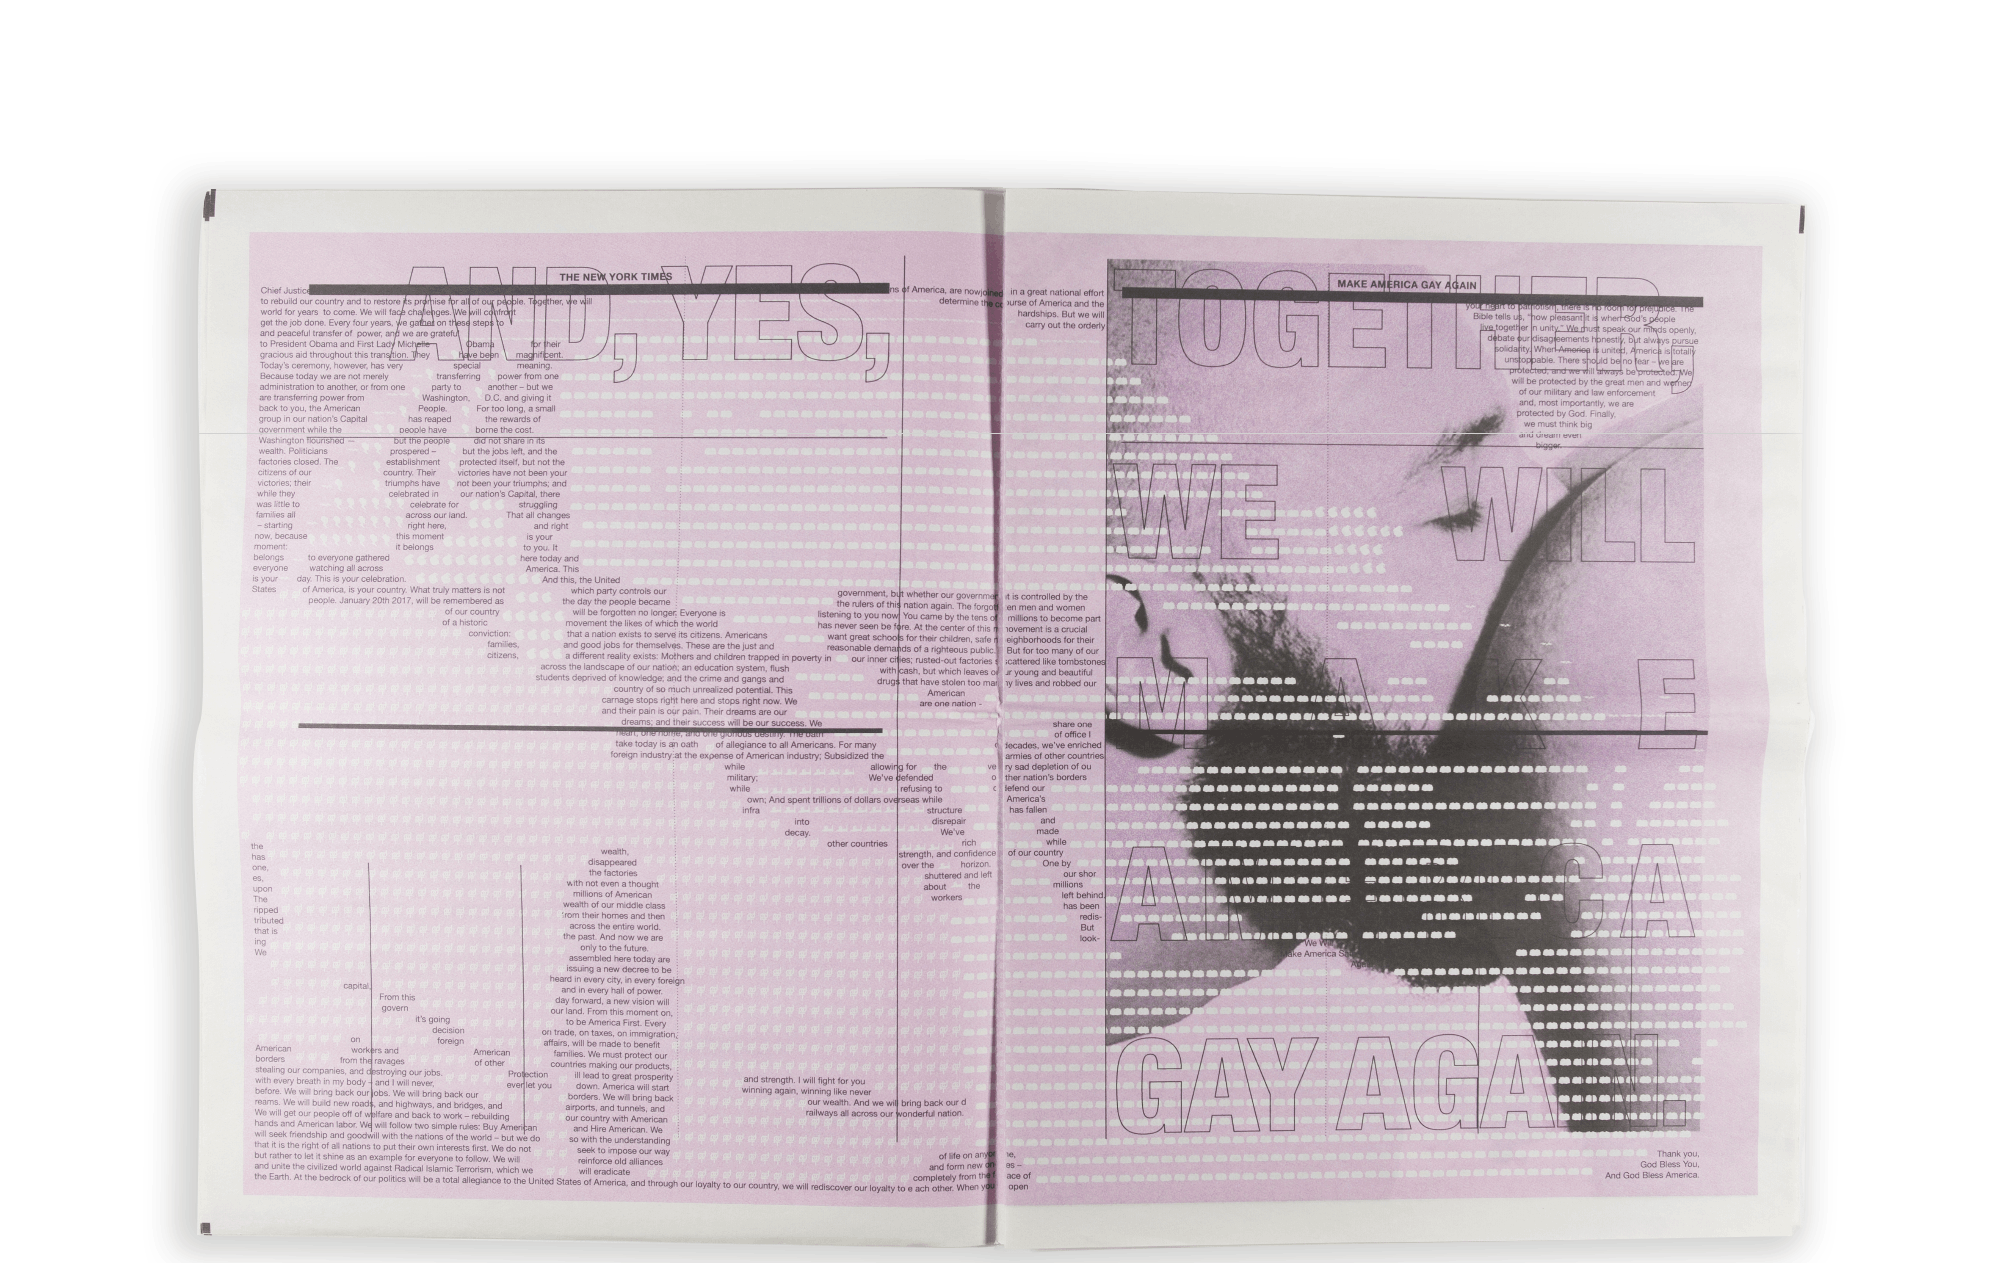 THE NEW YORK TIMES
AND, YES,
Chief Justice
to rebuild our country and to restore its promise for all of our people. Together, we will
world for years to come. We will face challenges. We will confront
get the job done. Every four years, we gather on these steps to
and peaceful transfer of power, and we are grateful
to President Obama and First Lady Michelle Obama for their
gracious aid throughout this transition. They have been magnificent.
Today's ceremony, however, has very special meaning.
Because today we are not merely transferring power from one
administration to another, or from one party to another – but we
are transferring power from Washington, D.C. and giving it
back to you, the American People. For too long, a small
group in our nation's Capital has reaped the rewards of
government while the people have borne the cost.
Washington flourished – but the people did not share in its
wealth. Politicians prospered – but the jobs left, and the
factories closed. The establishment protected itself, but not the
citizens of our country. Their victories have not been your
victories; their triumphs have not been your triumphs; and
while they celebrated in our nation's Capital, there
was little to celebrate for struggling
families all across our land. That all changes
– starting right here, and right
now, because this moment is your
moment: it belongs to you. It
belongs to everyone gathered here today and
everyone watching all across America. This
is your day. This is your celebration. And this, the United
States of America, is your country. What truly matters is not which party controls our
people. January 20th 2017, will be remembered as the day the people became
of our country will be forgotten no longer. Everyone is
of a historic movement the likes of which the world
conviction: that a nation exists to serve its citizens. Americans
families, and good jobs for themselves. These are the just and
citizens, a different reality exists: Mothers and children trapped in poverty in
across the landscape of our nation; an education system, flush
students deprived of knowledge; and the crime and gangs and
country of so much unrealized potential. This
carnage stops right here and stops right now. We
and their pain is our pain. Their dreams are our
dreams; and their success will be our success. We
heart, one home, and one glorious destiny. The oath
take today is an oath of allegiance to all Americans. For many
foreign industry at the expense of American industry; Subsidized the
while allowing for the
military; We've defended
while refusing to
own; And spent trillions of dollars overseas while
infra structure
into disrepair
decay. We've
other countries rich
strength, and confidence
over the horizon.
shuttered and left
about the
workers
ns of America, are now joined in a great national effort
determine the course of America and the
hardships. But we will
carry out the orderly
government, but whether our government is controlled by the
the rulers of this nation again. The forgotten men and women
listening to you now. You came by the tens of millions to become part
has never seen before. At the center of this movement is a crucial
want great schools for their children, safe neighborhoods for their
reasonable demands of a righteous public. But for too many of our
our inner cities; rusted-out factories scattered like tombstones
with cash, but which leaves our young and beautiful
drugs that have stolen too many lives and robbed our
American
are one nation -
share one
of office I
decades, we've enriched
armies of other countries
very sad depletion of ou
other nation's borders
defend our
America's
has fallen
and
made
while
of our country
One by
our shor
millions
left behind.
has been
redis-
But
look-
the
has
one,
es,
upon
The
ripped
tributed
that is
ing
We
wealth,
disappeared
the factories
with not even a thought
millions of American
wealth of our middle class
from their homes and then
across the entire world.
the past. And now we are
only to the future.
assembled here today are
issuing a new decree to be
heard in every city, in every foreign
capital, and in every hall of power.
From this day forward, a new vision will
govern our land. From this moment on,
it's going to be America First. Every
decision on trade, on taxes, on immigration,
on foreign affairs, will be made to benefit
American workers and American families. We must protect our
borders from the ravages of other countries making our products,
stealing our companies, and destroying our jobs. Protection ill lead to great prosperity
with every breath in my body – and I will never, ever let you down. America will start
before. We will bring back our jobs. We will bring back our borders. We will bring back
reams. We will build new roads, and highways, and bridges, and airports, and tunnels, and
We will get our people off of welfare and back to work – rebuilding our country with American
hands and American labor. We will follow two simple rules: Buy American and Hire American. We
will seek friendship and goodwill with the nations of the world – but we do so with the understanding
that it is the right of all nations to put their own interests first. We do not seek to impose our way
but rather to let it shine as an example for everyone to follow. We will reinforce old alliances
and unite the civilized world against Radical Islamic Terrorism, which we will eradicate
the Earth. At the bedrock of our politics will be a total allegiance to the United States of America, and through our loyalty to our country, we will rediscover our loyalty to e ach other. When you open
and strength. I will fight for you
winning again, winning like never
our wealth. And we will bring back our d
railways all across our wonderful nation.
of life on anyone,
and form new ones –
completely from the face of
MAKE AMERICA GAY AGAIN
TOGETHER,
your heart to patriotism, there is no room for prejudice. The
Bible tells us, "how pleasant it is when God's people
live together in unity." We must speak our minds openly,
debate our disagreements honestly, but always pursue
solidarity. When America is united, America is totally
unstoppable. There should be no fear – we are
protected, and we will always be protected. We
will be protected by the great men and women
of our military and law enforcement
and, most importantly, we are
protected by God. Finally,
we must think big
and dream even
bigger.
WE WILL
MAKE
AMERICA
We
Make America
GAY AGAIN.
Thank you,
God Bless You,
And God Bless America.